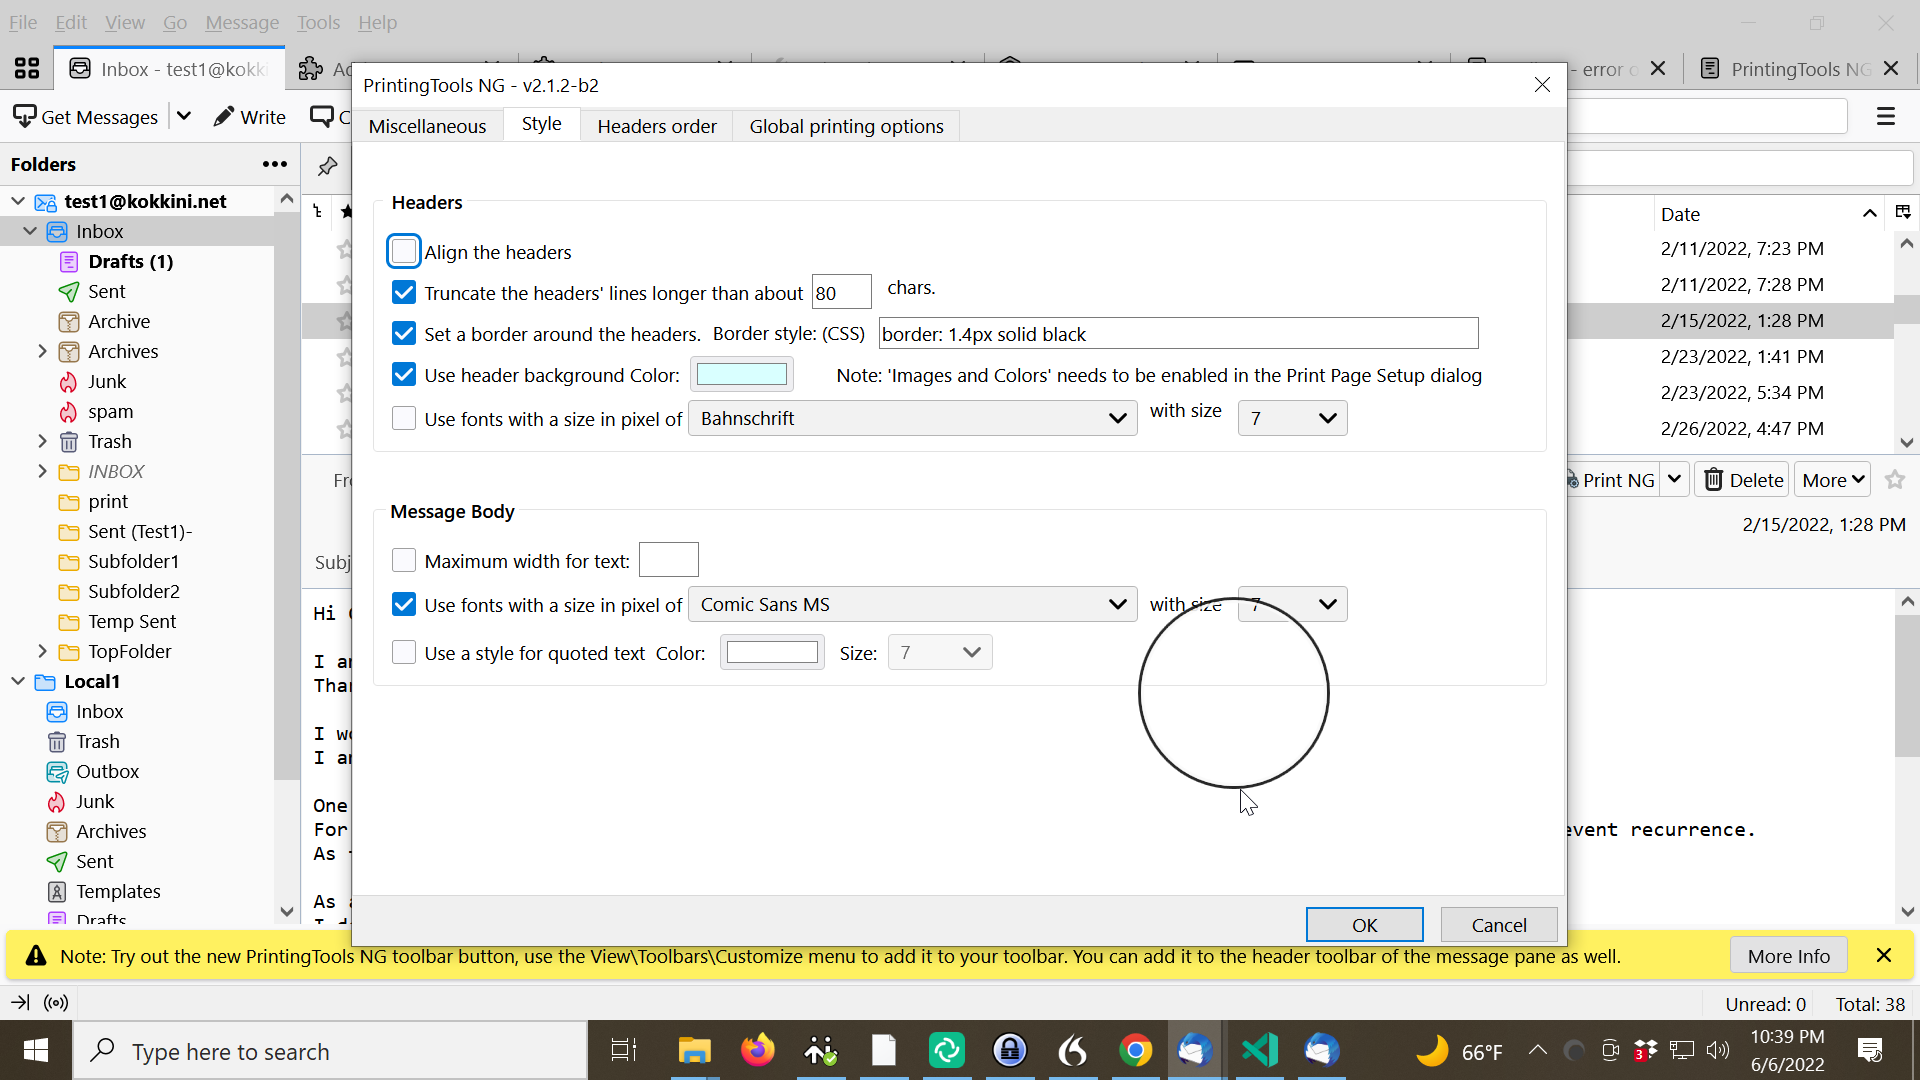 File Edit View Go Message Tools Help
Inbox - test1@kokki
- error
PrintingTools NG
PrintingTools NG - v2.1.2-b2
Get Messages
Write
Miscellaneous
Style
Headers order
Global printing options
Folders
test1@kokkini.net
Inbox
Drafts (1)
Sent
Archive
Archives
Junk
spam
Trash
INBOX
print
Sent (Test1)-
Subfolder1
Subfolder2
Temp Sent
TopFolder
Local1
Inbox
Trash
Outbox
Junk
Archives
Sent
Templates
Drafts
Headers
Align the headers
Truncate the headers' lines longer than about 80 chars.
Set a border around the headers. Border style: (CSS) border: 1.4px solid black
Use header background Color: Note: 'Images and Colors' needs to be enabled in the Print Page Setup dialog
Use fonts with a size in pixel of Bahnschrift with size 7
Message Body
Maximum width for text:
Use fonts with a size in pixel of Comic Sans MS with size 7
Use a style for quoted text Color: Size: 7
OK
Cancel
Date
2/11/2022, 7:23 PM
2/11/2022, 7:28 PM
2/15/2022, 1:28 PM
2/23/2022, 1:41 PM
2/23/2022, 5:34 PM
2/26/2022, 4:47 PM
Print NG
Delete
More
2/15/2022, 1:28 PM
Subj
Hi
I
I
One
For
event recurrence.
As
As
Note: Try out the new PrintingTools NG toolbar button, use the View\Toolbars\Customize menu to add it to your toolbar. You can add it to the header toolbar of the message pane as well.
More Info
Unread: 0 Total: 38
Type here to search
66°F
3
10:39 PM
6/6/2022